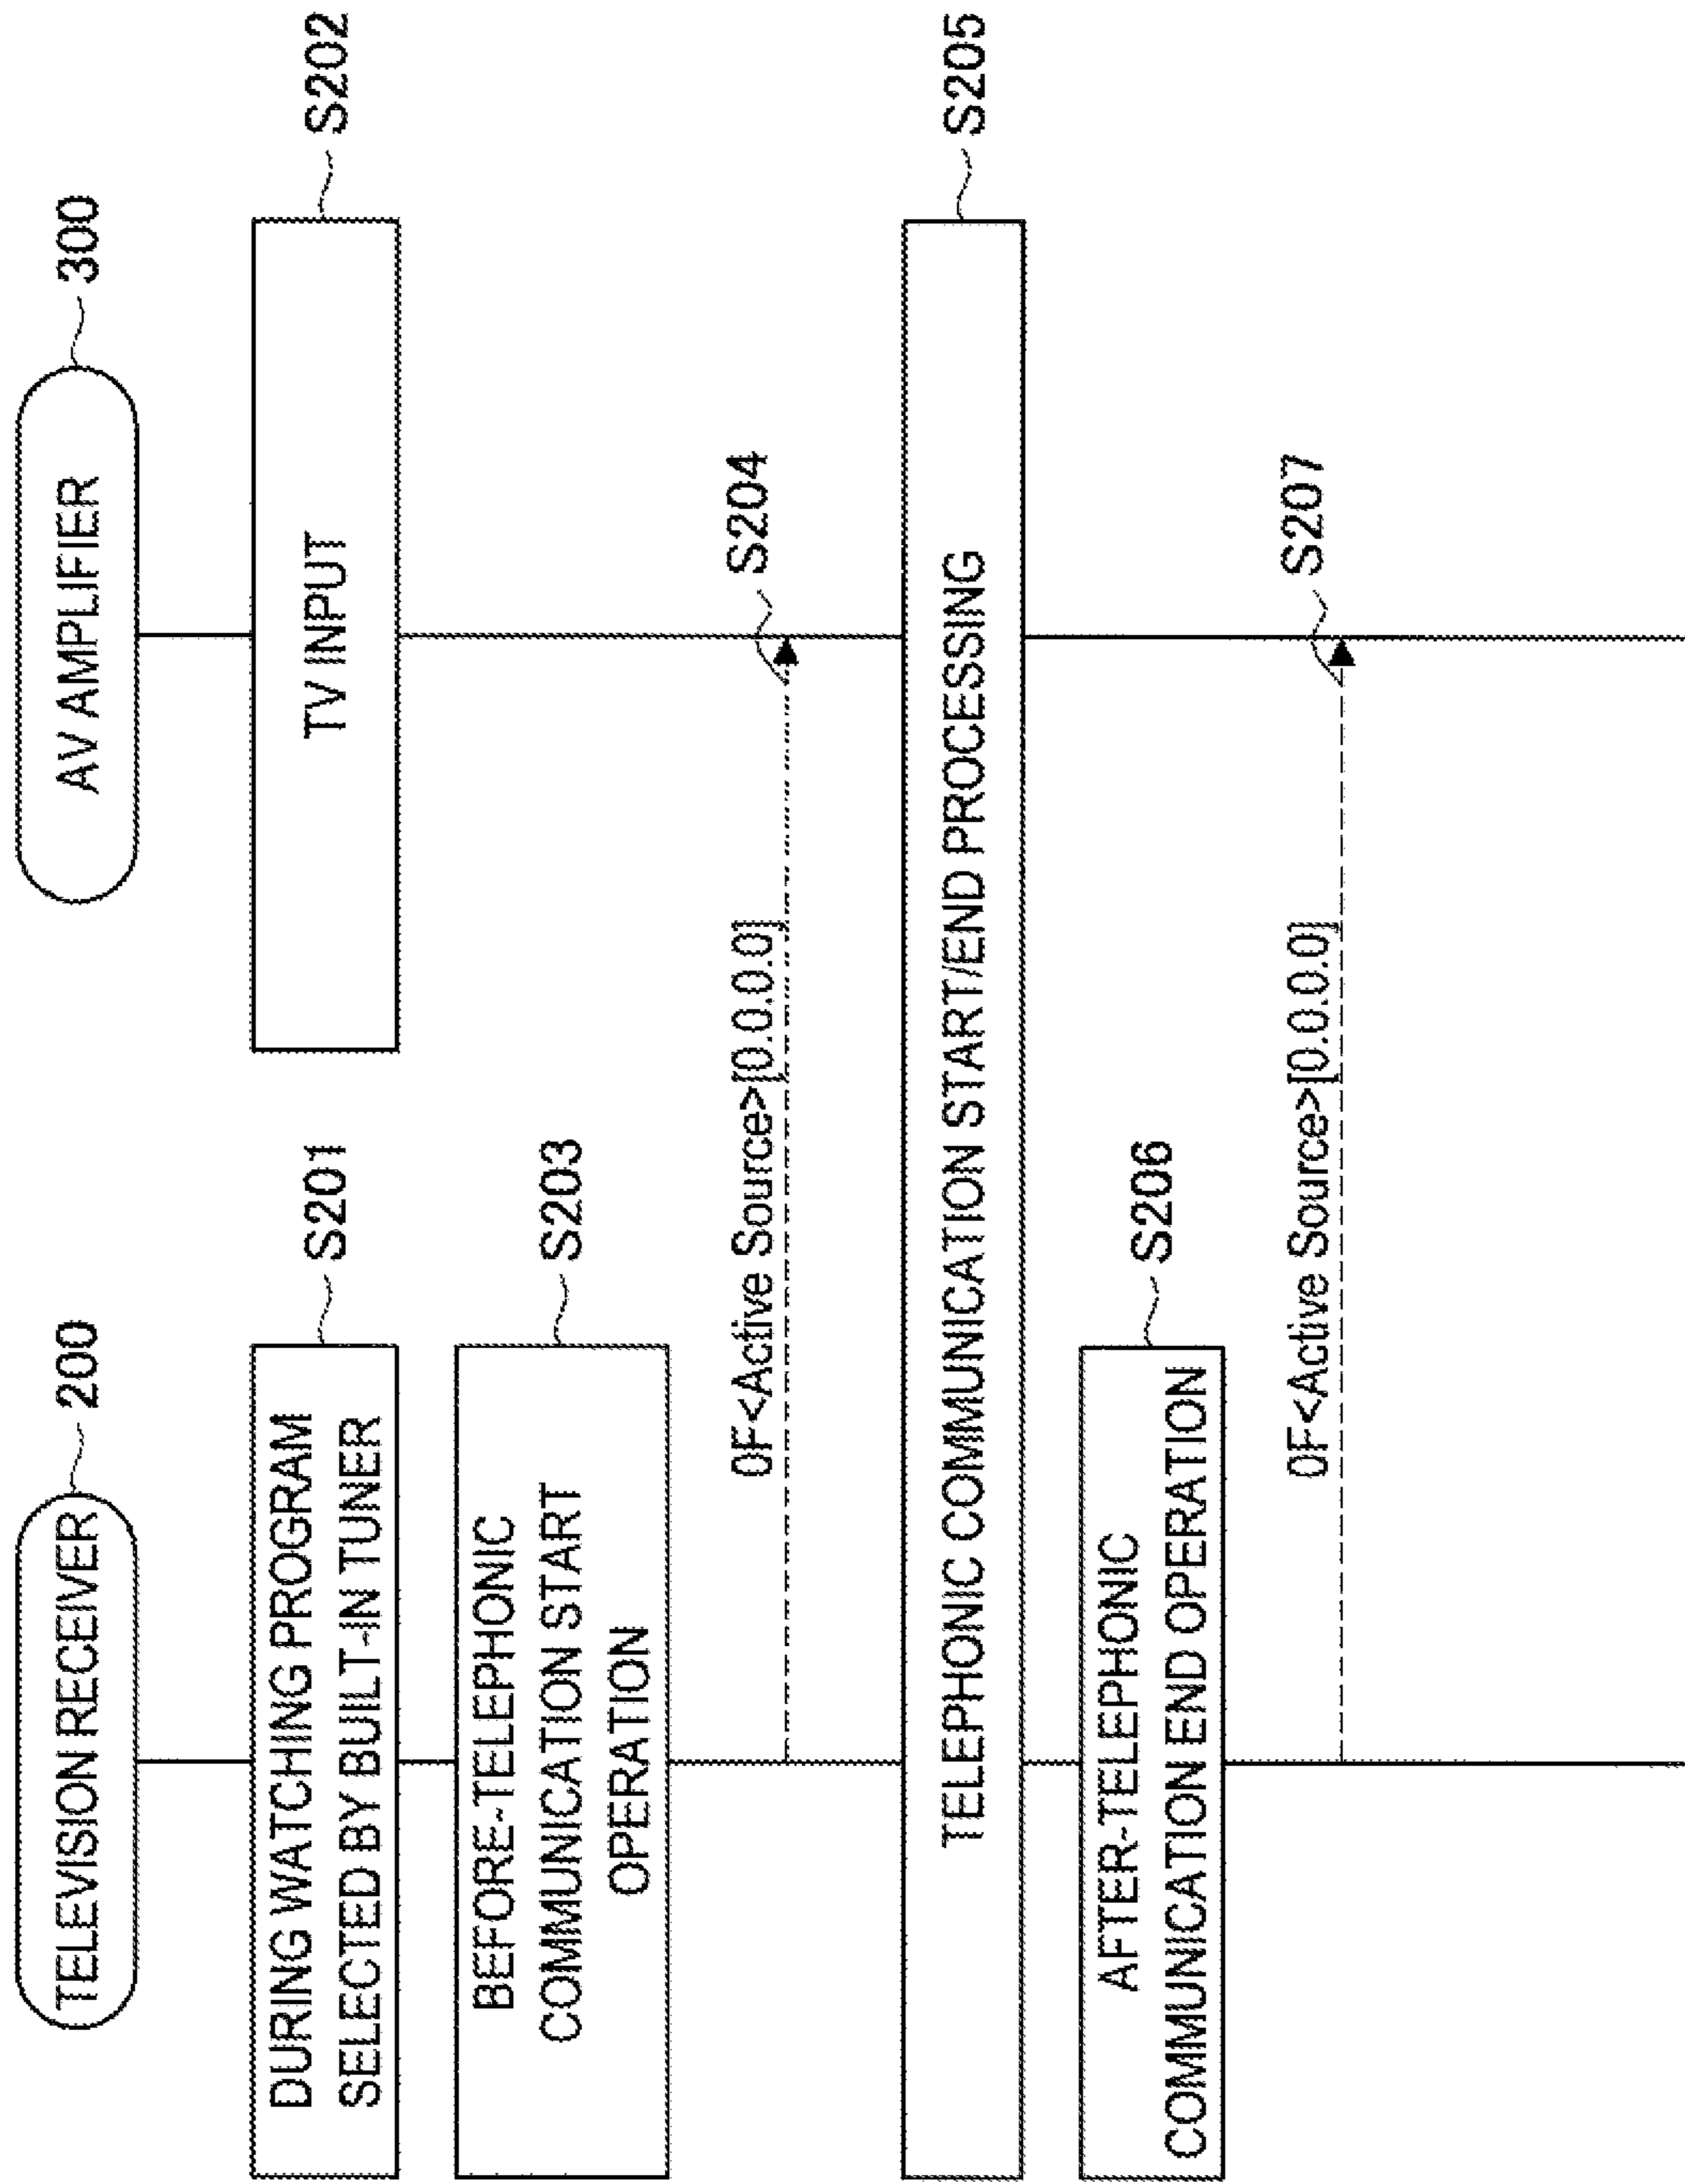 TELEVISION RECEIVER
200
AV AMPLIFIER
300
DURING WATCHING PROGRAM
SELECTED BY BUILT-IN TUNER
S201
TV INPUT
S202
BEFORE-TELEPHONIC
COMMUNICATION START
OPERATION
S203
0F<Active Source>[0.0.0.0]
S204
TELEPHONIC COMMUNICATION START/END PROCESSING
S205
AFTER-TELEPHONIC
COMMUNICATION END OPERATION
S206
0F<Active Source>[0.0.0.0]
S207